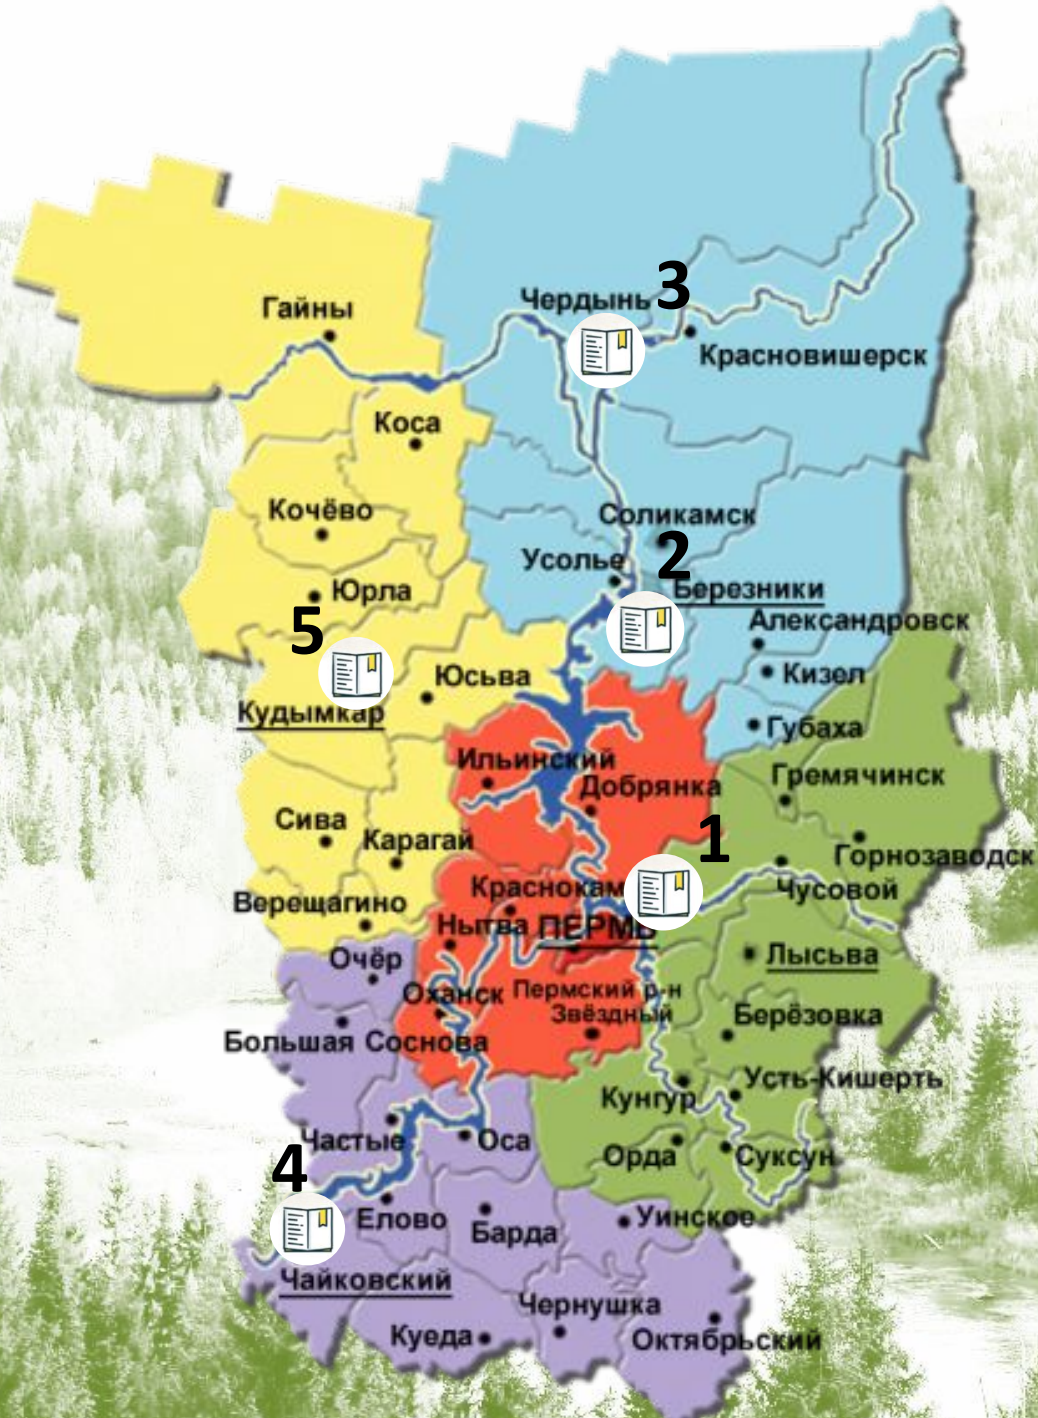 3
Чердынь
Гайны
Красновишерск
Коса
Кочёво
Соликамск
2
Усолье
Березники
Юрла
Александровск
5
Кизел
Юсьва
Кудымкар
Губаха
Ильинский
Гремячинск
Добрянка
Сива
1
Карагай
Горнозаводск
Краснокам
Чусовой
Верещагино
Нытва
ПЕРМЬ
Лысьва
Очёр
Оханск
Пермский р-н
Звёздный
Берёзовка
Большая Соснова
Усть-Кишерть
Кунгур
Частые
Оса
Орда
Суксун
4
Елово
Барда
Уинское
Чайковский
Чернушка
Куеда
Октябрьский